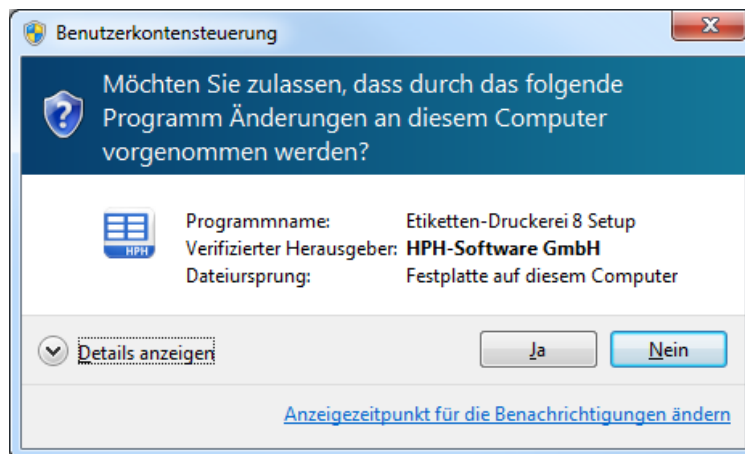 Benutzerkontensteuerung
Möchten Sie zulassen, dass durch das folgende
Programm Änderungen an diesem Computer
vorgenommen werden?
HPH
Programmname: Etiketten-Druckerei 8 Setup
Verifizierter Herausgeber: HPH-Software GmbH
Dateiursprung: Festplatte auf diesem Computer
Details anzeigen Ja Nein
Anzeigezeitpunkt für die Benachrichtigungen ändern